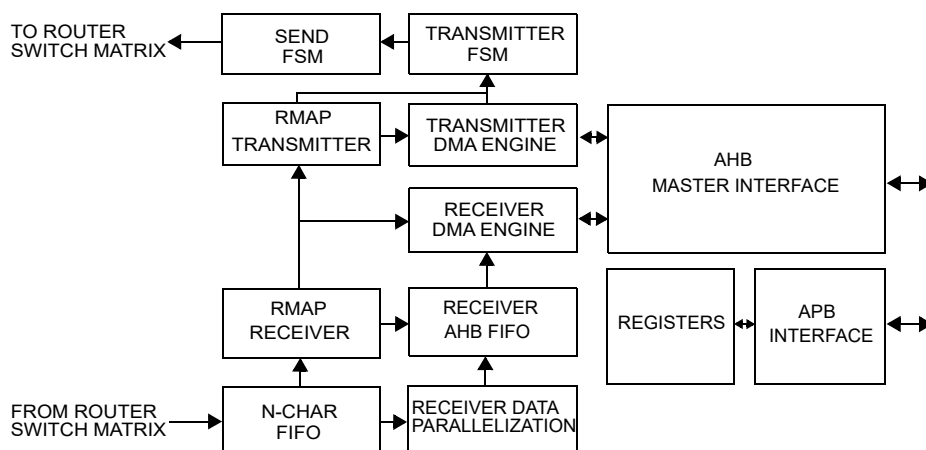 TO ROUTER
SWITCH MATRIX
SEND
FSM
TRANSMITTER
FSM
RMAP
TRANSMITTER
TRANSMITTER
DMA ENGINE
AHB
MASTER INTERFACE
RECEIVER
DMA ENGINE
RMAP
RECEIVER
RECEIVER
AHB FIFO
REGISTERS
APB
INTERFACE
FROM ROUTER
SWITCH MATRIX
N-CHAR
FIFO
RECEIVER DATA
PARALLELIZATION